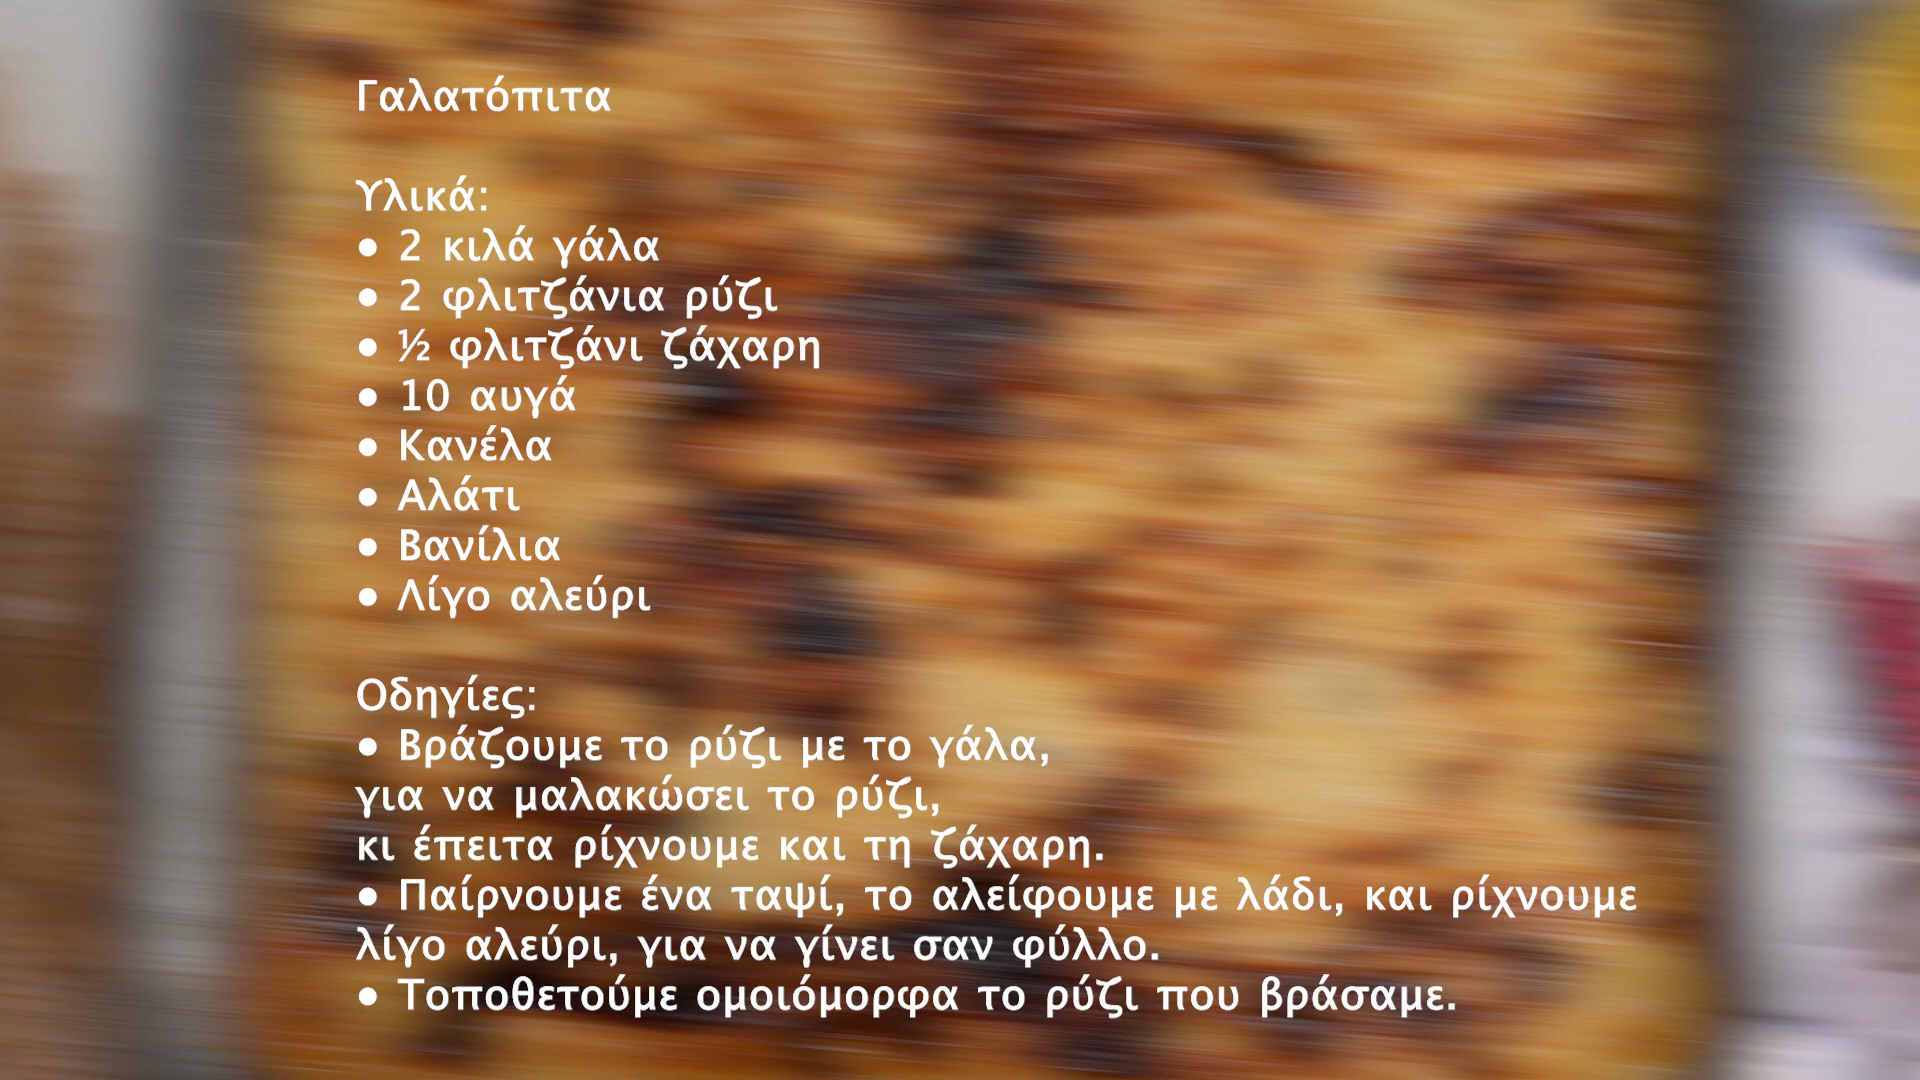 Γαλατόπιτα
Υλικά:
• 2 κιλά γάλα
• 2 φλιτζάνια ρύζι
• ½ φλιτζάνι ζάχαρη
• 10 αυγά
• Κανέλα
• Αλάτι
• Βανίλια
• Λίγο αλεύρι
Οδηγίες:
• Βράζουμε το ρύζι με το γάλα,
για να μαλακώσει το ρύζι,
κι έπειτα ρίχνουμε και τη ζάχαρη.
• Παίρνουμε ένα ταψί, το αλείφουμε με λάδι, και ρίχνουμε
λίγο αλεύρι, για να γίνει σαν φύλλο.
• Τοποθετούμε ομοιόμορφα το ρύζι που βράσαμε.